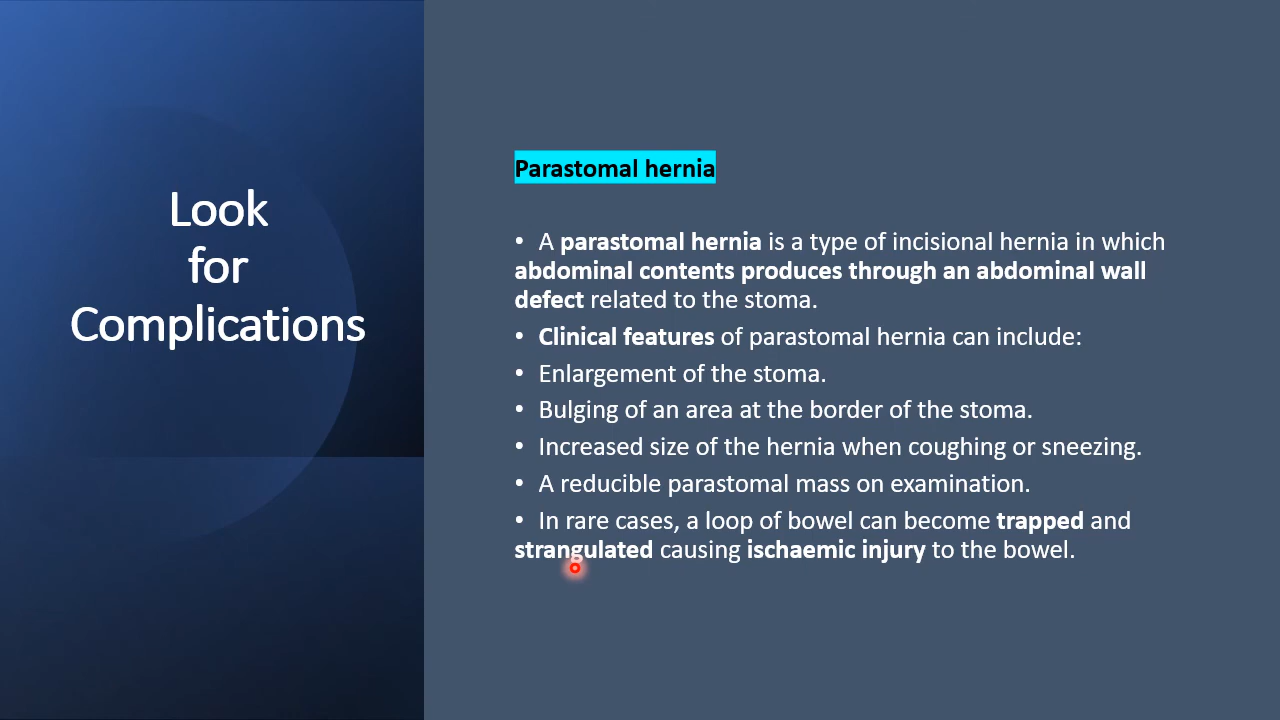 Look
for
Complications
Parastomal hernia
• A parastomal hernia is a type of incisional hernia in which
abdominal contents produces through an abdominal wall
defect related to the stoma.
• Clinical features of parastomal hernia can include:
• Enlargement of the stoma.
• Bulging of an area at the border of the stoma.
• Increased size of the hernia when coughing or sneezing.
• A reducible parastomal mass on examination.
• In rare cases, a loop of bowel can become trapped and
strangulated causing ischaemic injury to the bowel.